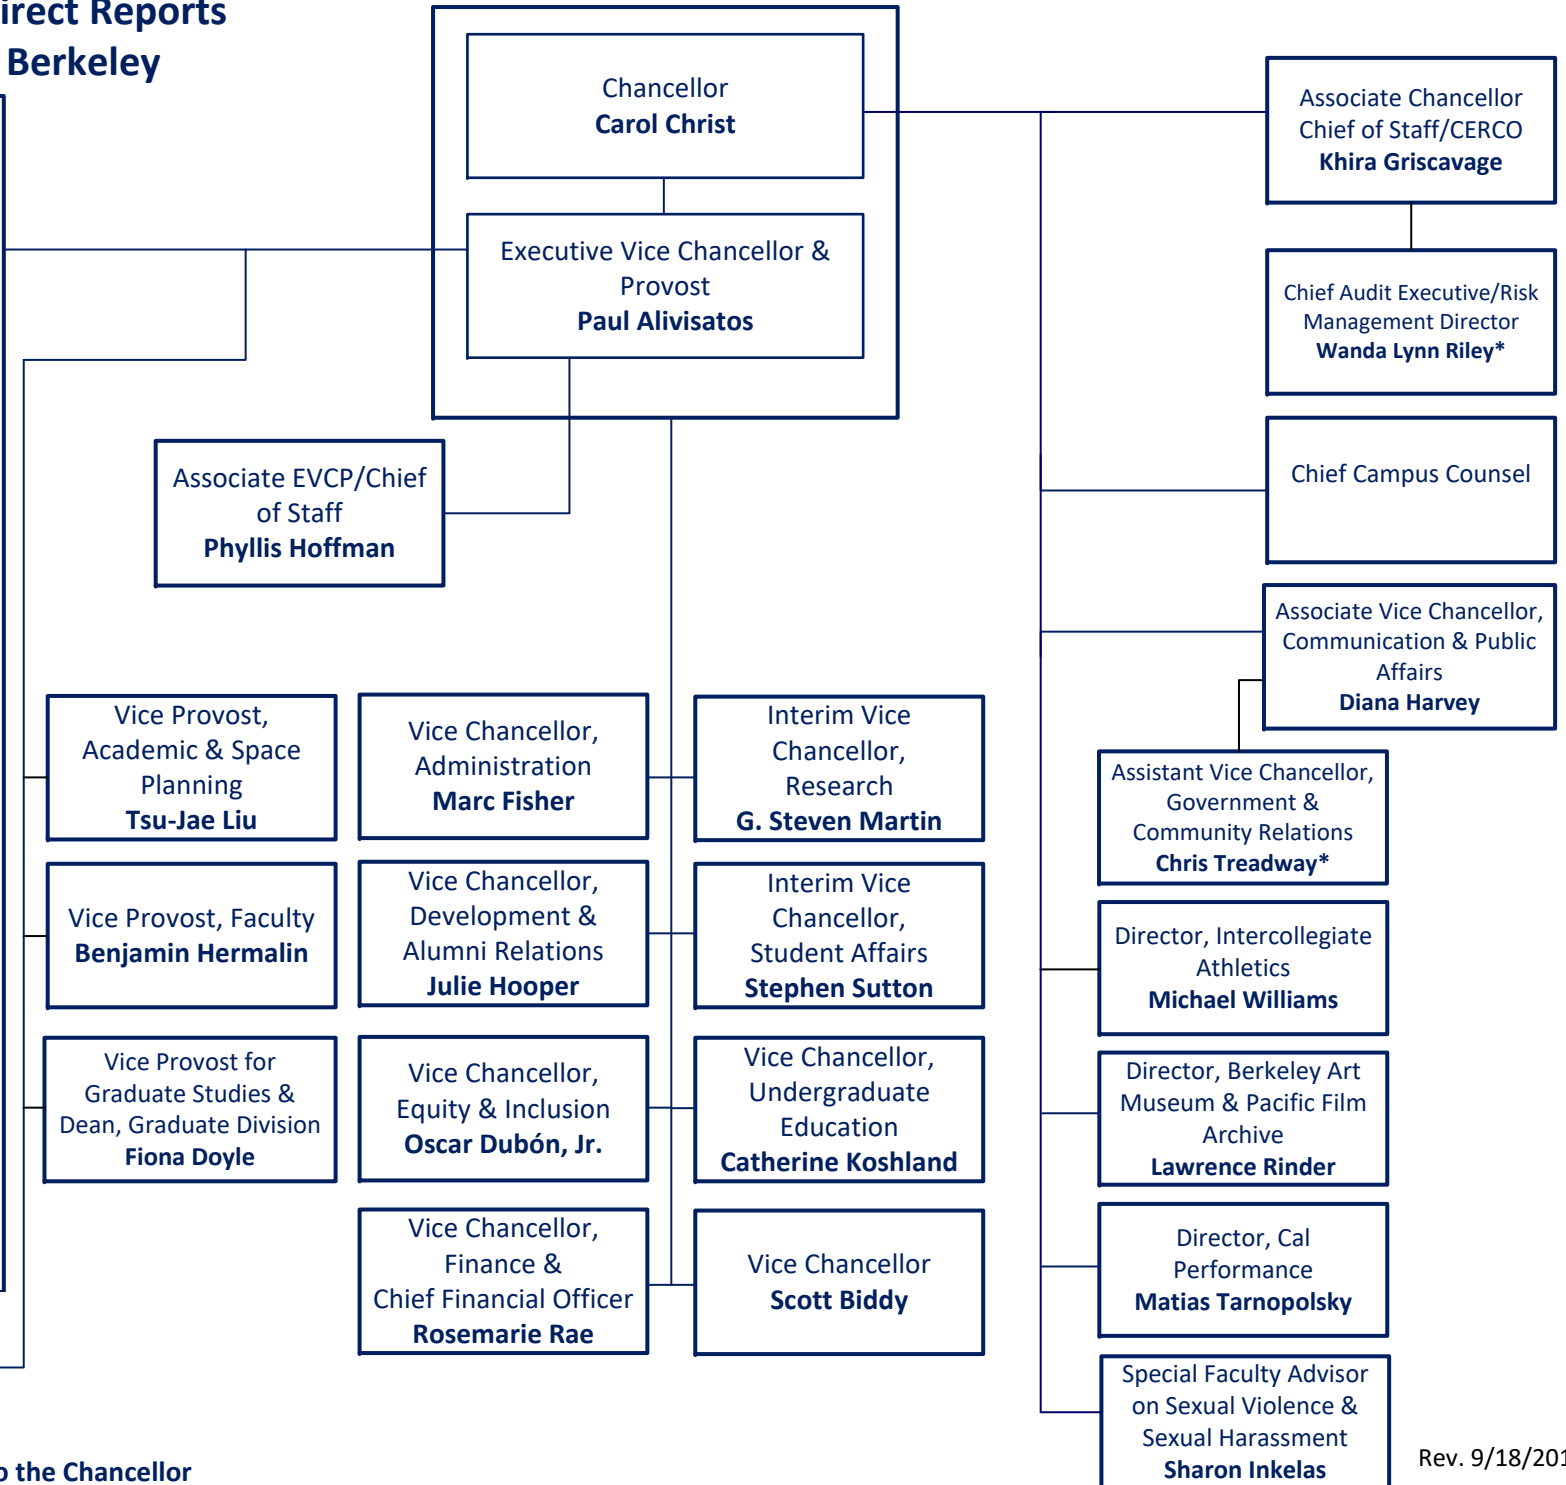 irect Reports
Berkeley
Chancellor
Carol Christ
Executive Vice Chancellor &
Provost
Paul Alivisatos
Associate Chancellor
Chief of Staff/CERCO
Khira Griscavage
Chief Audit Executive/Risk
Management Director
Wanda Lynn Riley*
Associate EVCP/Chief
of Staff
Phyllis Hoffman
Chief Campus Counsel
Associate Vice Chancellor,
Communication & Public
Affairs
Diana Harvey
Vice Provost,
Academic & Space
Planning
Tsu-Jae Liu
Vice Chancellor,
Administration
Marc Fisher
Interim Vice
Chancellor,
Research
G. Steven Martin
Assistant Vice Chancellor,
Government &
Community Relations
Chris Treadway*
Vice Provost, Faculty
Benjamin Hermalin
Vice Chancellor,
Development &
Alumni Relations
Julie Hooper
Interim Vice
Chancellor,
Student Affairs
Stephen Sutton
Director, Intercollegiate
Athletics
Michael Williams
Vice Provost for
Graduate Studies &
Dean, Graduate Division
Fiona Doyle
Vice Chancellor,
Equity & Inclusion
Oscar Dubón, Jr.
Vice Chancellor,
Undergraduate
Education
Catherine Koshland
Director, Berkeley Art
Museum & Pacific Film
Archive
Lawrence Rinder
Vice Chancellor,
Finance &
Chief Financial Officer
Rosemarie Rae
Vice Chancellor
Scott Biddy
Director, Cal
Performance
Matias Tarnopolsky
Special Faculty Advisor
on Sexual Violence &
Sexual Harassment
Sharon Inkelas
o the Chancellor
Rev. 9/18/201